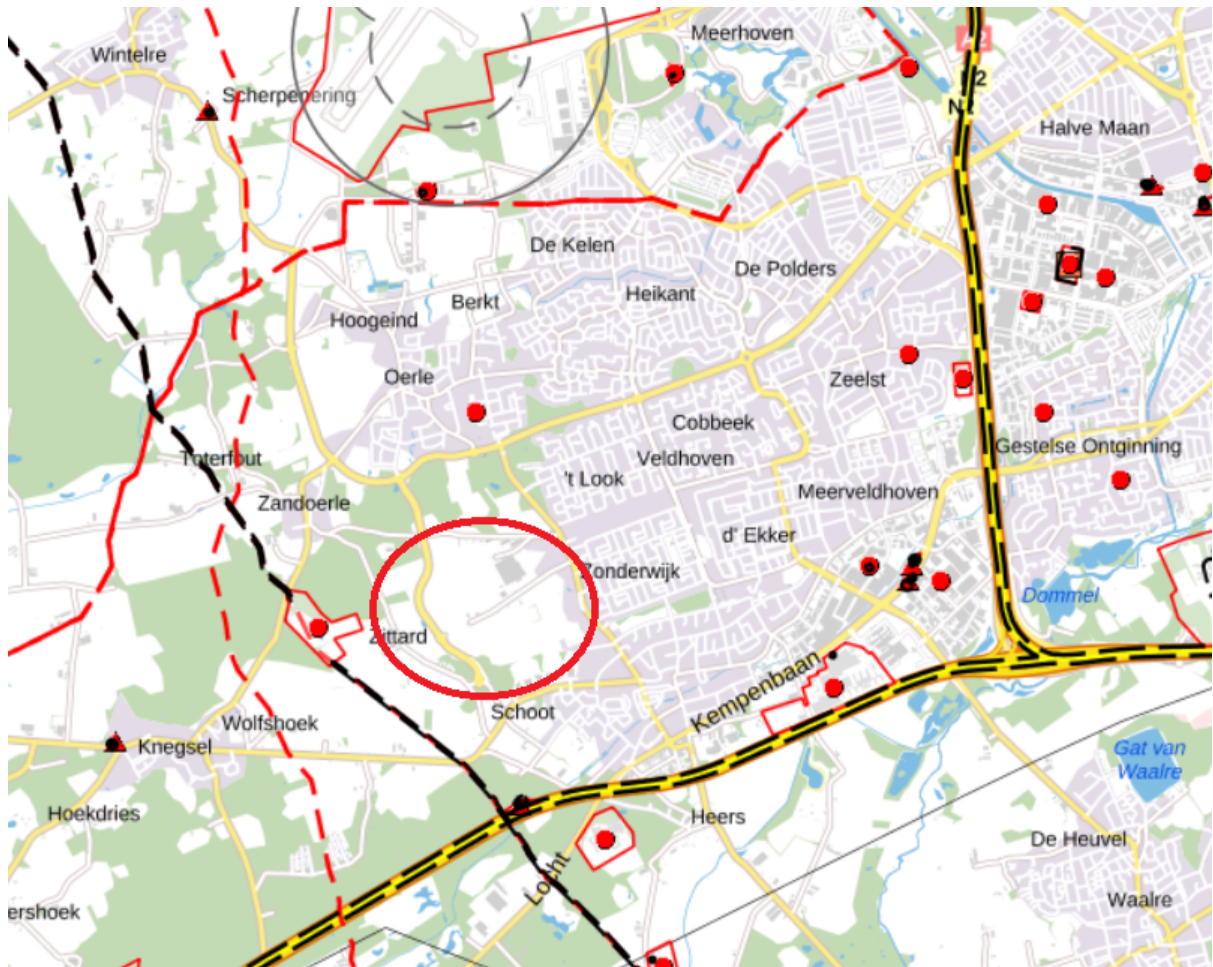 Meerhoven
Wintelre
A2
N2
Scherpenering
Halve Maan
De Kelen
De Polders
Heikant
Berkt
Hoogeind
Oerle
Zeelst
Cobbeek
Gestelse Ontginning
Toterfout
Veldhoven
't Look
Meerveldhoven
Zandoerle
d' Ekker
Zonderwijk
Dommel
Zittard
Kempenbaan
Schoot
Wolfshoek
Knegsel
Gat van
Waalre
Hoekdries
Heers
De Heuvel
Locht
Waalre
ershoek